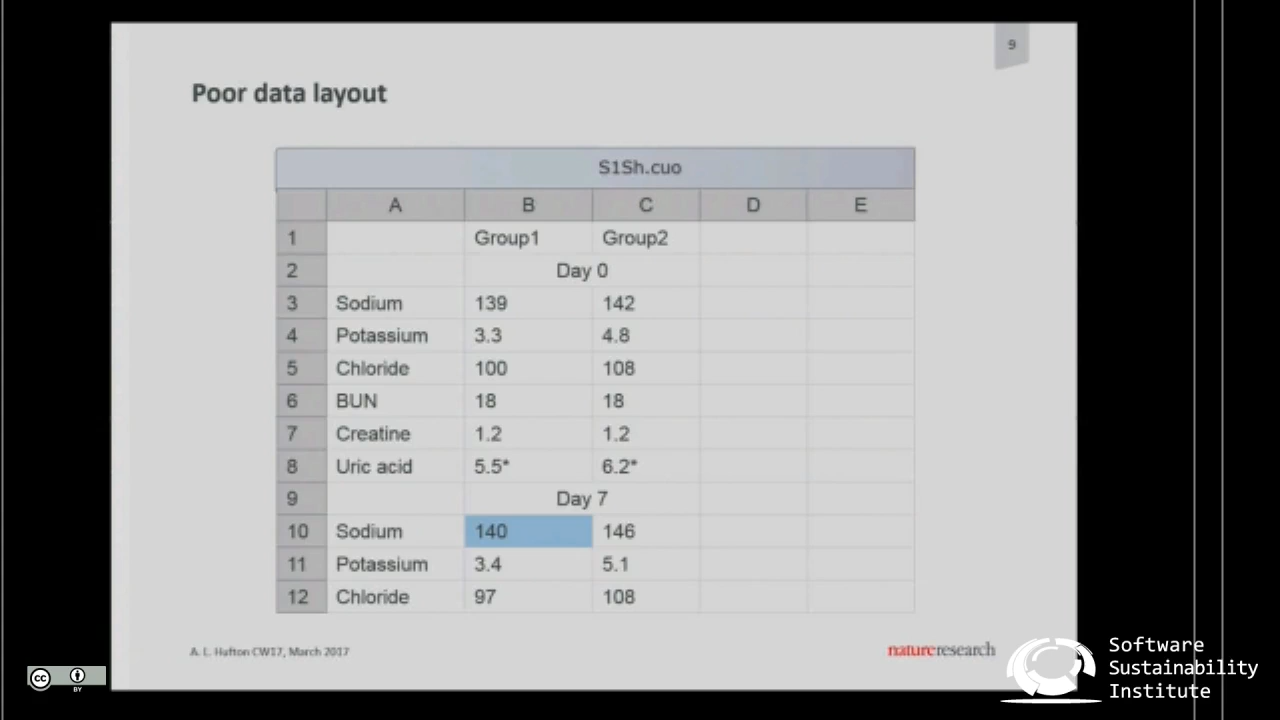 9
Poor data layout
S1Sh.cuo
A B C D E
1 Group1 Group2
2 Day 0
3 Sodium 139 142
4 Potassium 3.3 4.8
5 Chloride 100 108
6 BUN 18 18
7 Creatine 1.2 1.2
8 Uric acid 5.5* 6.2*
9 Day 7
10 Sodium 140 146
11 Potassium 3.4 5.1
12 Chloride 97 108
A. L. Hufton CW17, March 2017
natureresearch
cc
BY
Software
Sustainability
Institute